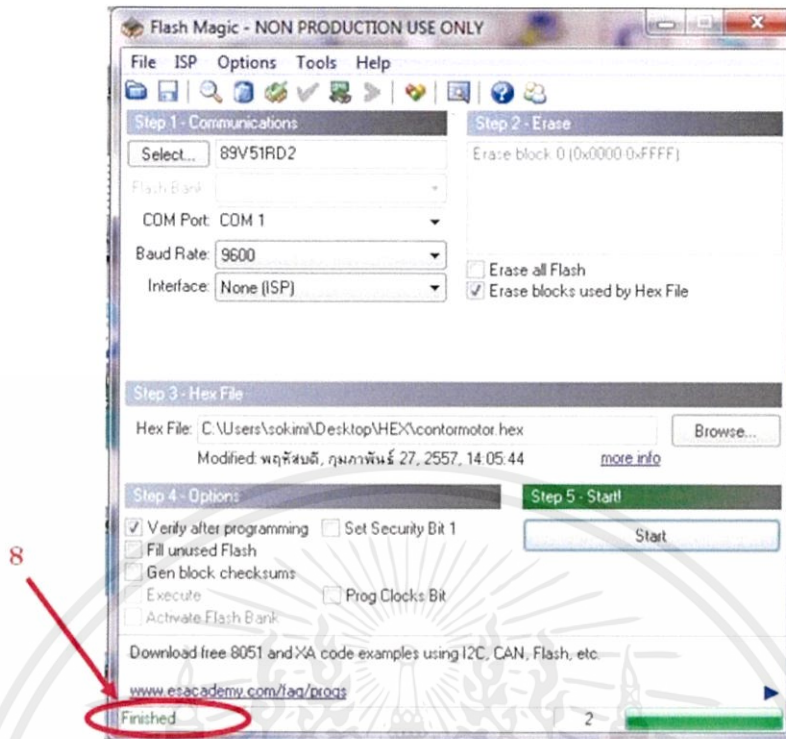 Flash Magic - NON PRODUCTION USE ONLY
File ISP Options Tools Help
Step 1 - Communications
Select... 89V51RD2
Flash Bank:
COM Port: COM 1
Baud Rate: 9600
Interface: None (ISP)
Step 2 - Erase
Erase block 0 (0x0000-0xFFFF)
Erase all Flash
Erase blocks used by Hex File
Step 3 - Hex File
Hex File: C:\Users\sokimi\Desktop\HEX\contormotor.hex Browse...
Modified: พฤหัสบดี, กุมภาพันธ์ 27, 2557, 14:05:44 more info
Step 4 - Options
Verify after programming Set Security Bit 1
Fill unused Flash
Gen block checksums
Execute Prog Clocks Bit
Activate Flash Bank
Step 5 - Start!
Start
8
Download free 8051 and XA code examples using I2C, CAN, Flash, etc.
www.esacademy.com/faq/progs
Finished 2